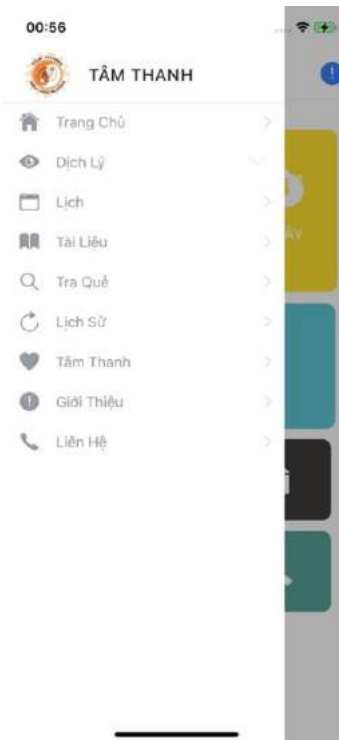 00:56
TÂM THANH
Trang Chủ
Dịch Lý
Lịch
Tài Liệu
Tra Quẻ
Lịch Sử
Tâm Thanh
Giới Thiệu
Liên Hệ